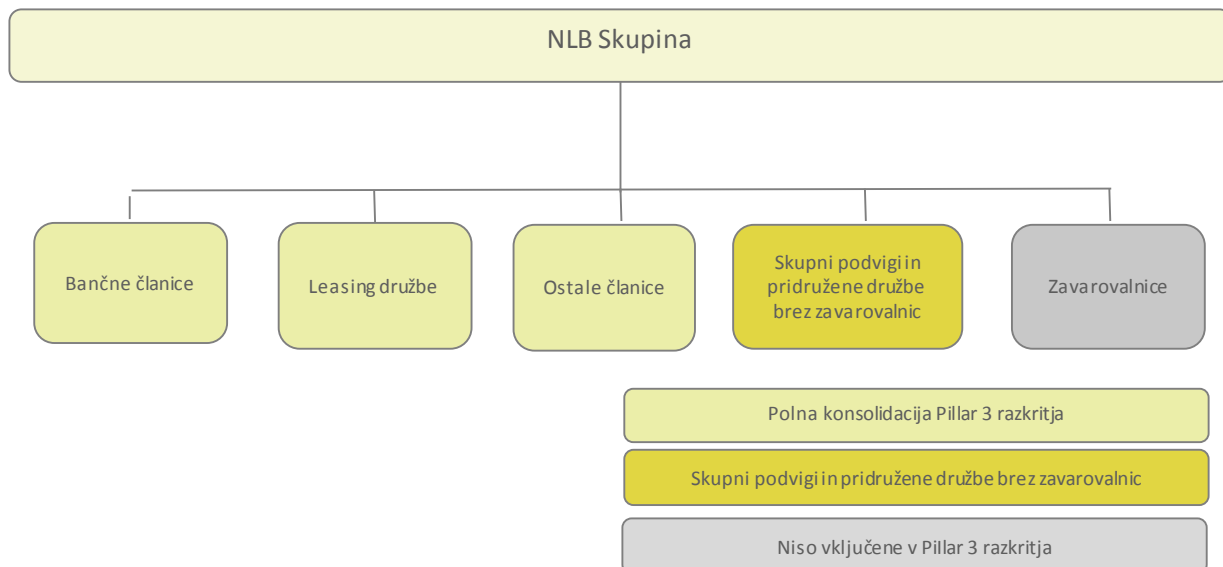 NLB Skupina
Bančne članice
Leasing družbe
Ostale članice
Skupni podvigi in
pridružene družbe
brez zavarovalnic
Zavarovalnice
Polna konsolidacija Pillar 3 razkritja
Skupni podvigi in pridružene družbe brez zavarovalnic
Niso vključene v Pillar 3 razkritja